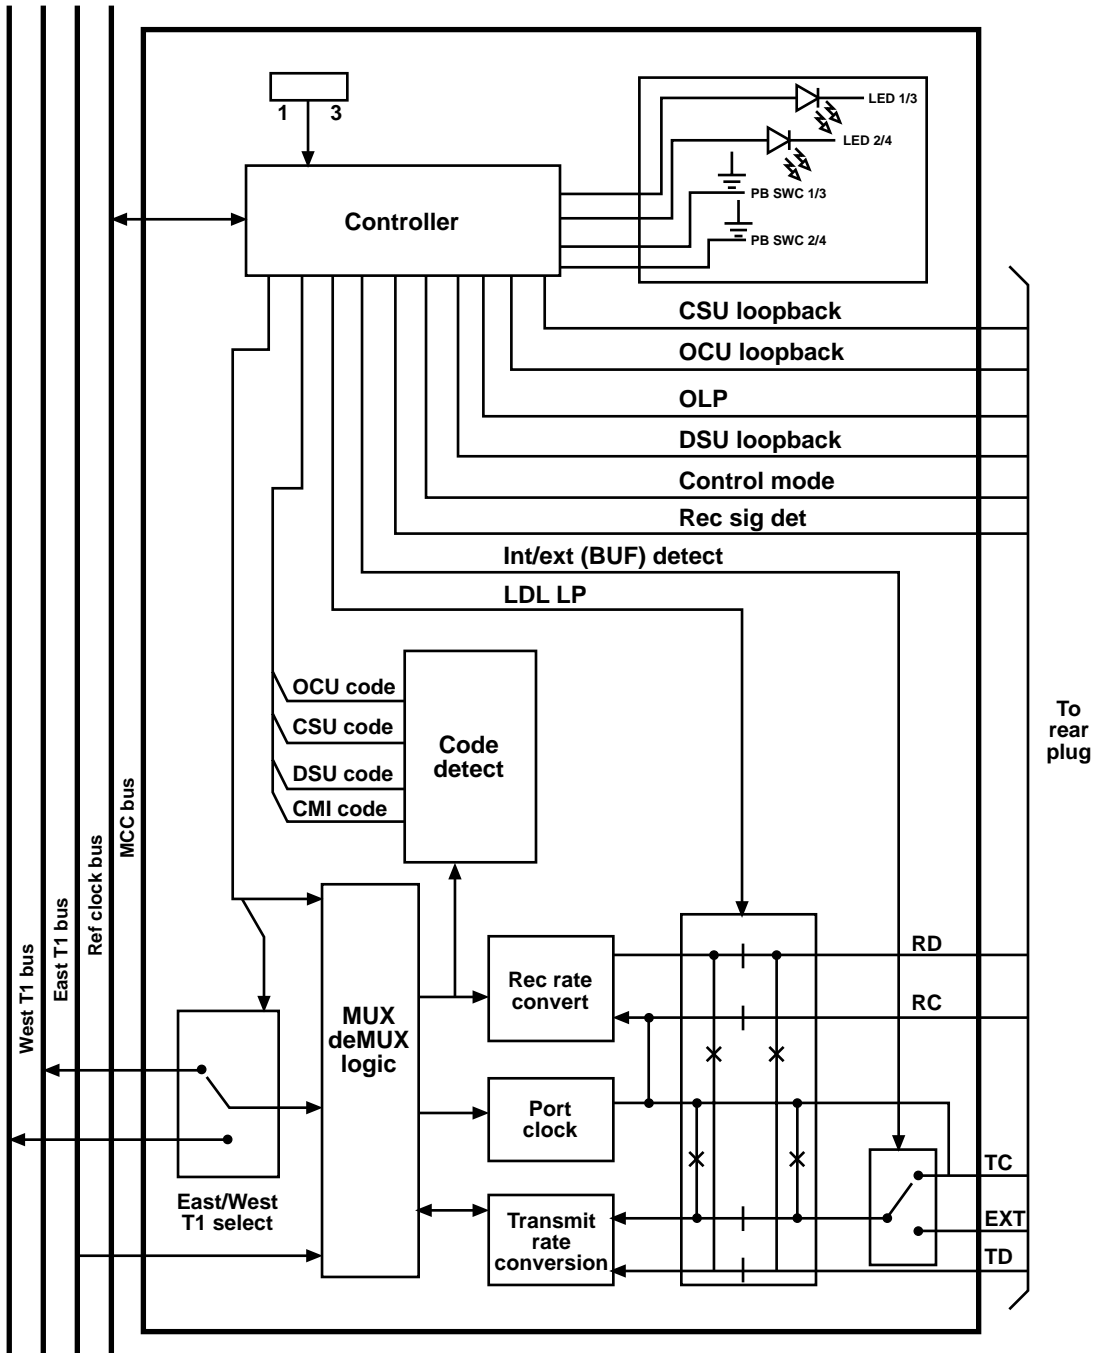 1 3
LED 1/3
LED 2/4
PB SWC 1/3
PB SWC 2/4
Controller
CSU loopback
OCU loopback
OLP
DSU loopback
Control mode
Rec sig det
Int/ext (BUF) detect
LDL LP
OCU code
CSU code
DSU code
CMI code
Code
detect
To
rear
plug
West T1 bus
East T1 bus
Ref clock bus
MCC bus
MUX
deMUX
logic
Rec rate
convert
RD
RC
Port
clock
East/West
T1 select
Transmit
rate
conversion
TC
EXT
TD